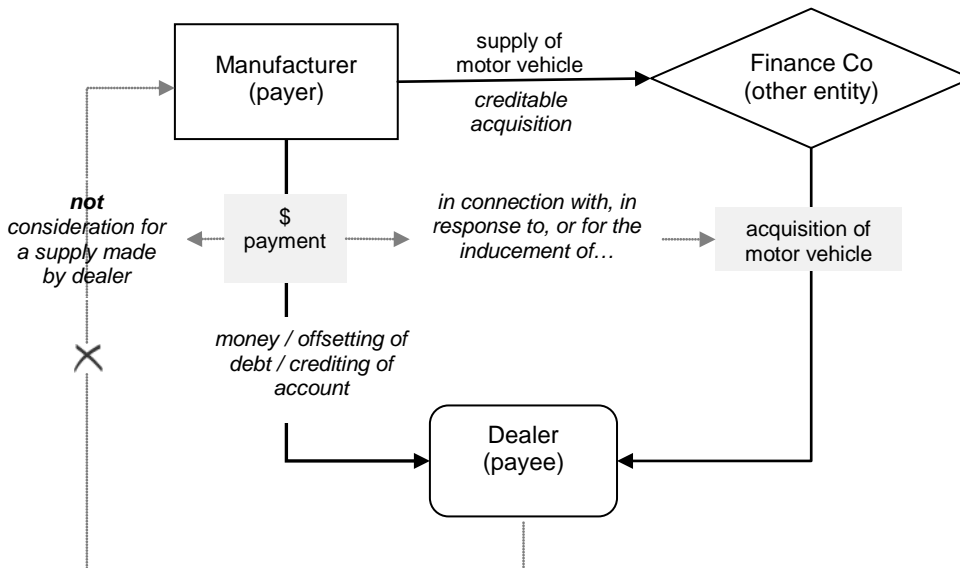 Manufacturer
(payer)
supply of
motor vehicle
creditable
acquisition
Finance Co
(other entity)
not
consideration for
a supply made
by dealer
$
payment
in connection with, in
response to, or for the
inducement of…
acquisition of
motor vehicle
money / offsetting of
debt / crediting of
account
Dealer
(payee)